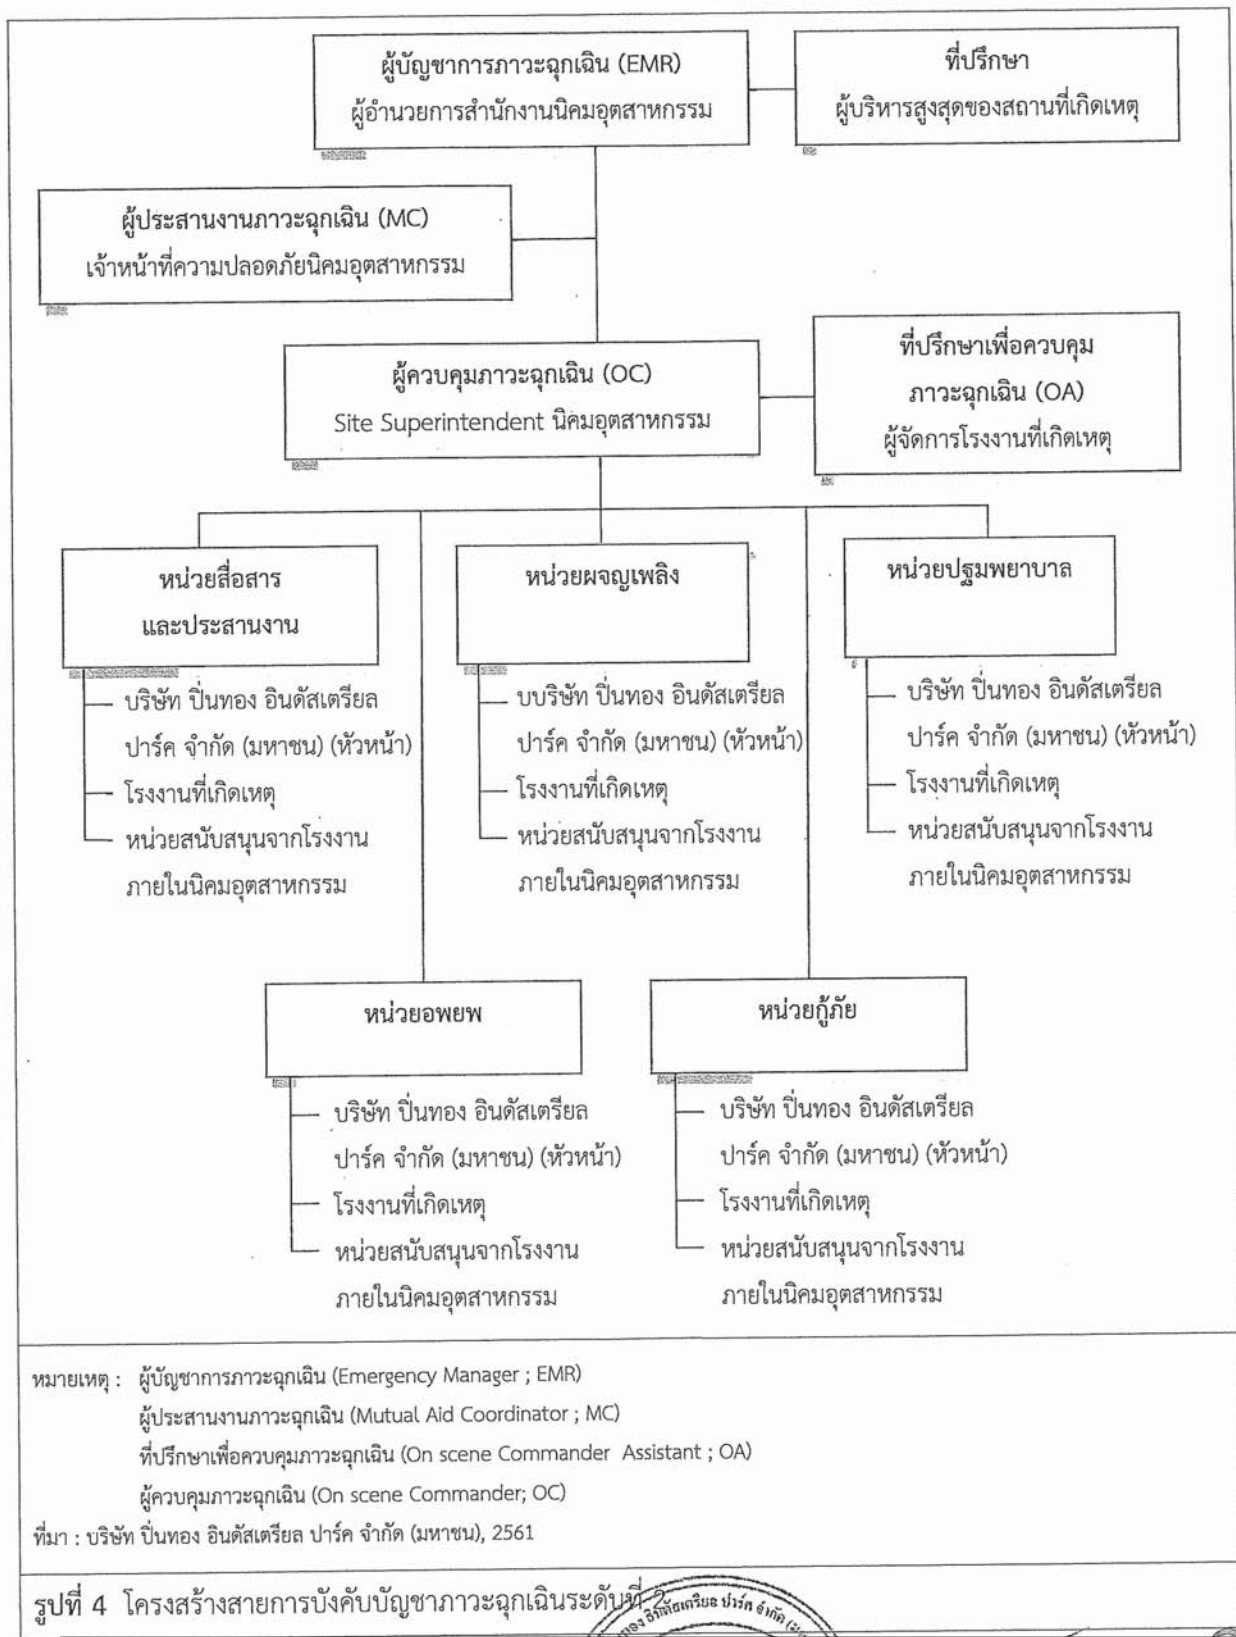 ผู้บัญชาการภาวะฉุกเฉิน (EMR)
ผู้อำนวยการสำนักงานนิคมอุตสาหกรรม
ที่ปรึกษา
ผู้บริหารสูงสุดของสถานที่เกิดเหตุ
ผู้ประสานงานภาวะฉุกเฉิน (MC)
เจ้าหน้าที่ความปลอดภัยนิคมอุตสาหกรรม
ผู้ควบคุมภาวะฉุกเฉิน (OC)
Site Superintendent นิคมอุตสาหกรรม
ที่ปรึกษาเพื่อควบคุม
ภาวะฉุกเฉิน (OA)
ผู้จัดการโรงงานที่เกิดเหตุ
หน่วยสื่อสาร
และประสานงาน
บริษัท ปิ่นทอง อินดัสเตรียล
ปาร์ค จำกัด (มหาชน) (หัวหน้า)
โรงงานที่เกิดเหตุ
หน่วยสนับสนุนจากโรงงาน
ภายในนิคมอุตสาหกรรม
หน่วยผจญเพลิง
บบริษัท ปิ่นทอง อินดัสเตรียล
ปาร์ค จำกัด (มหาชน) (หัวหน้า)
โรงงานที่เกิดเหตุ
หน่วยสนับสนุนจากโรงงาน
ภายในนิคมอุตสาหกรรม
หน่วยปฐมพยาบาล
บริษัท ปิ่นทอง อินดัสเตรียล
ปาร์ค จำกัด (มหาชน) (หัวหน้า)
โรงงานที่เกิดเหตุ
หน่วยสนับสนุนจากโรงงาน
ภายในนิคมอุตสาหกรรม
หน่วยอพยพ
บริษัท ปิ่นทอง อินดัสเตรียล
ปาร์ค จำกัด (มหาชน) (หัวหน้า)
โรงงานที่เกิดเหตุ
หน่วยสนับสนุนจากโรงงาน
ภายในนิคมอุตสาหกรรม
หน่วยกู้ภัย
บริษัท ปิ่นทอง อินดัสเตรียล
ปาร์ค จำกัด (มหาชน) (หัวหน้า)
โรงงานที่เกิดเหตุ
หน่วยสนับสนุนจากโรงงาน
ภายในนิคมอุตสาหกรรม
หมายเหตุ : ผู้บัญชาการภาวะฉุกเฉิน (Emergency Manager ; EMR)
ผู้ประสานงานภาวะฉุกเฉิน (Mutual Aid Coordinator ; MC)
ที่ปรึกษาเพื่อควบคุมภาวะฉุกเฉิน (On scene Commander Assistant ; OA)
ผู้ควบคุมภาวะฉุกเฉิน (On scene Commander; OC)
ที่มา : บริษัท ปิ่นทอง อินดัสเตรียล ปาร์ค จำกัด (มหาชน), 2561
รูปที่ 4 โครงสร้างสายการบังคับบัญชาภาวะฉุกเฉินระดับที่ 2
อินดัสเตรียล ปาร์ค จำกัด